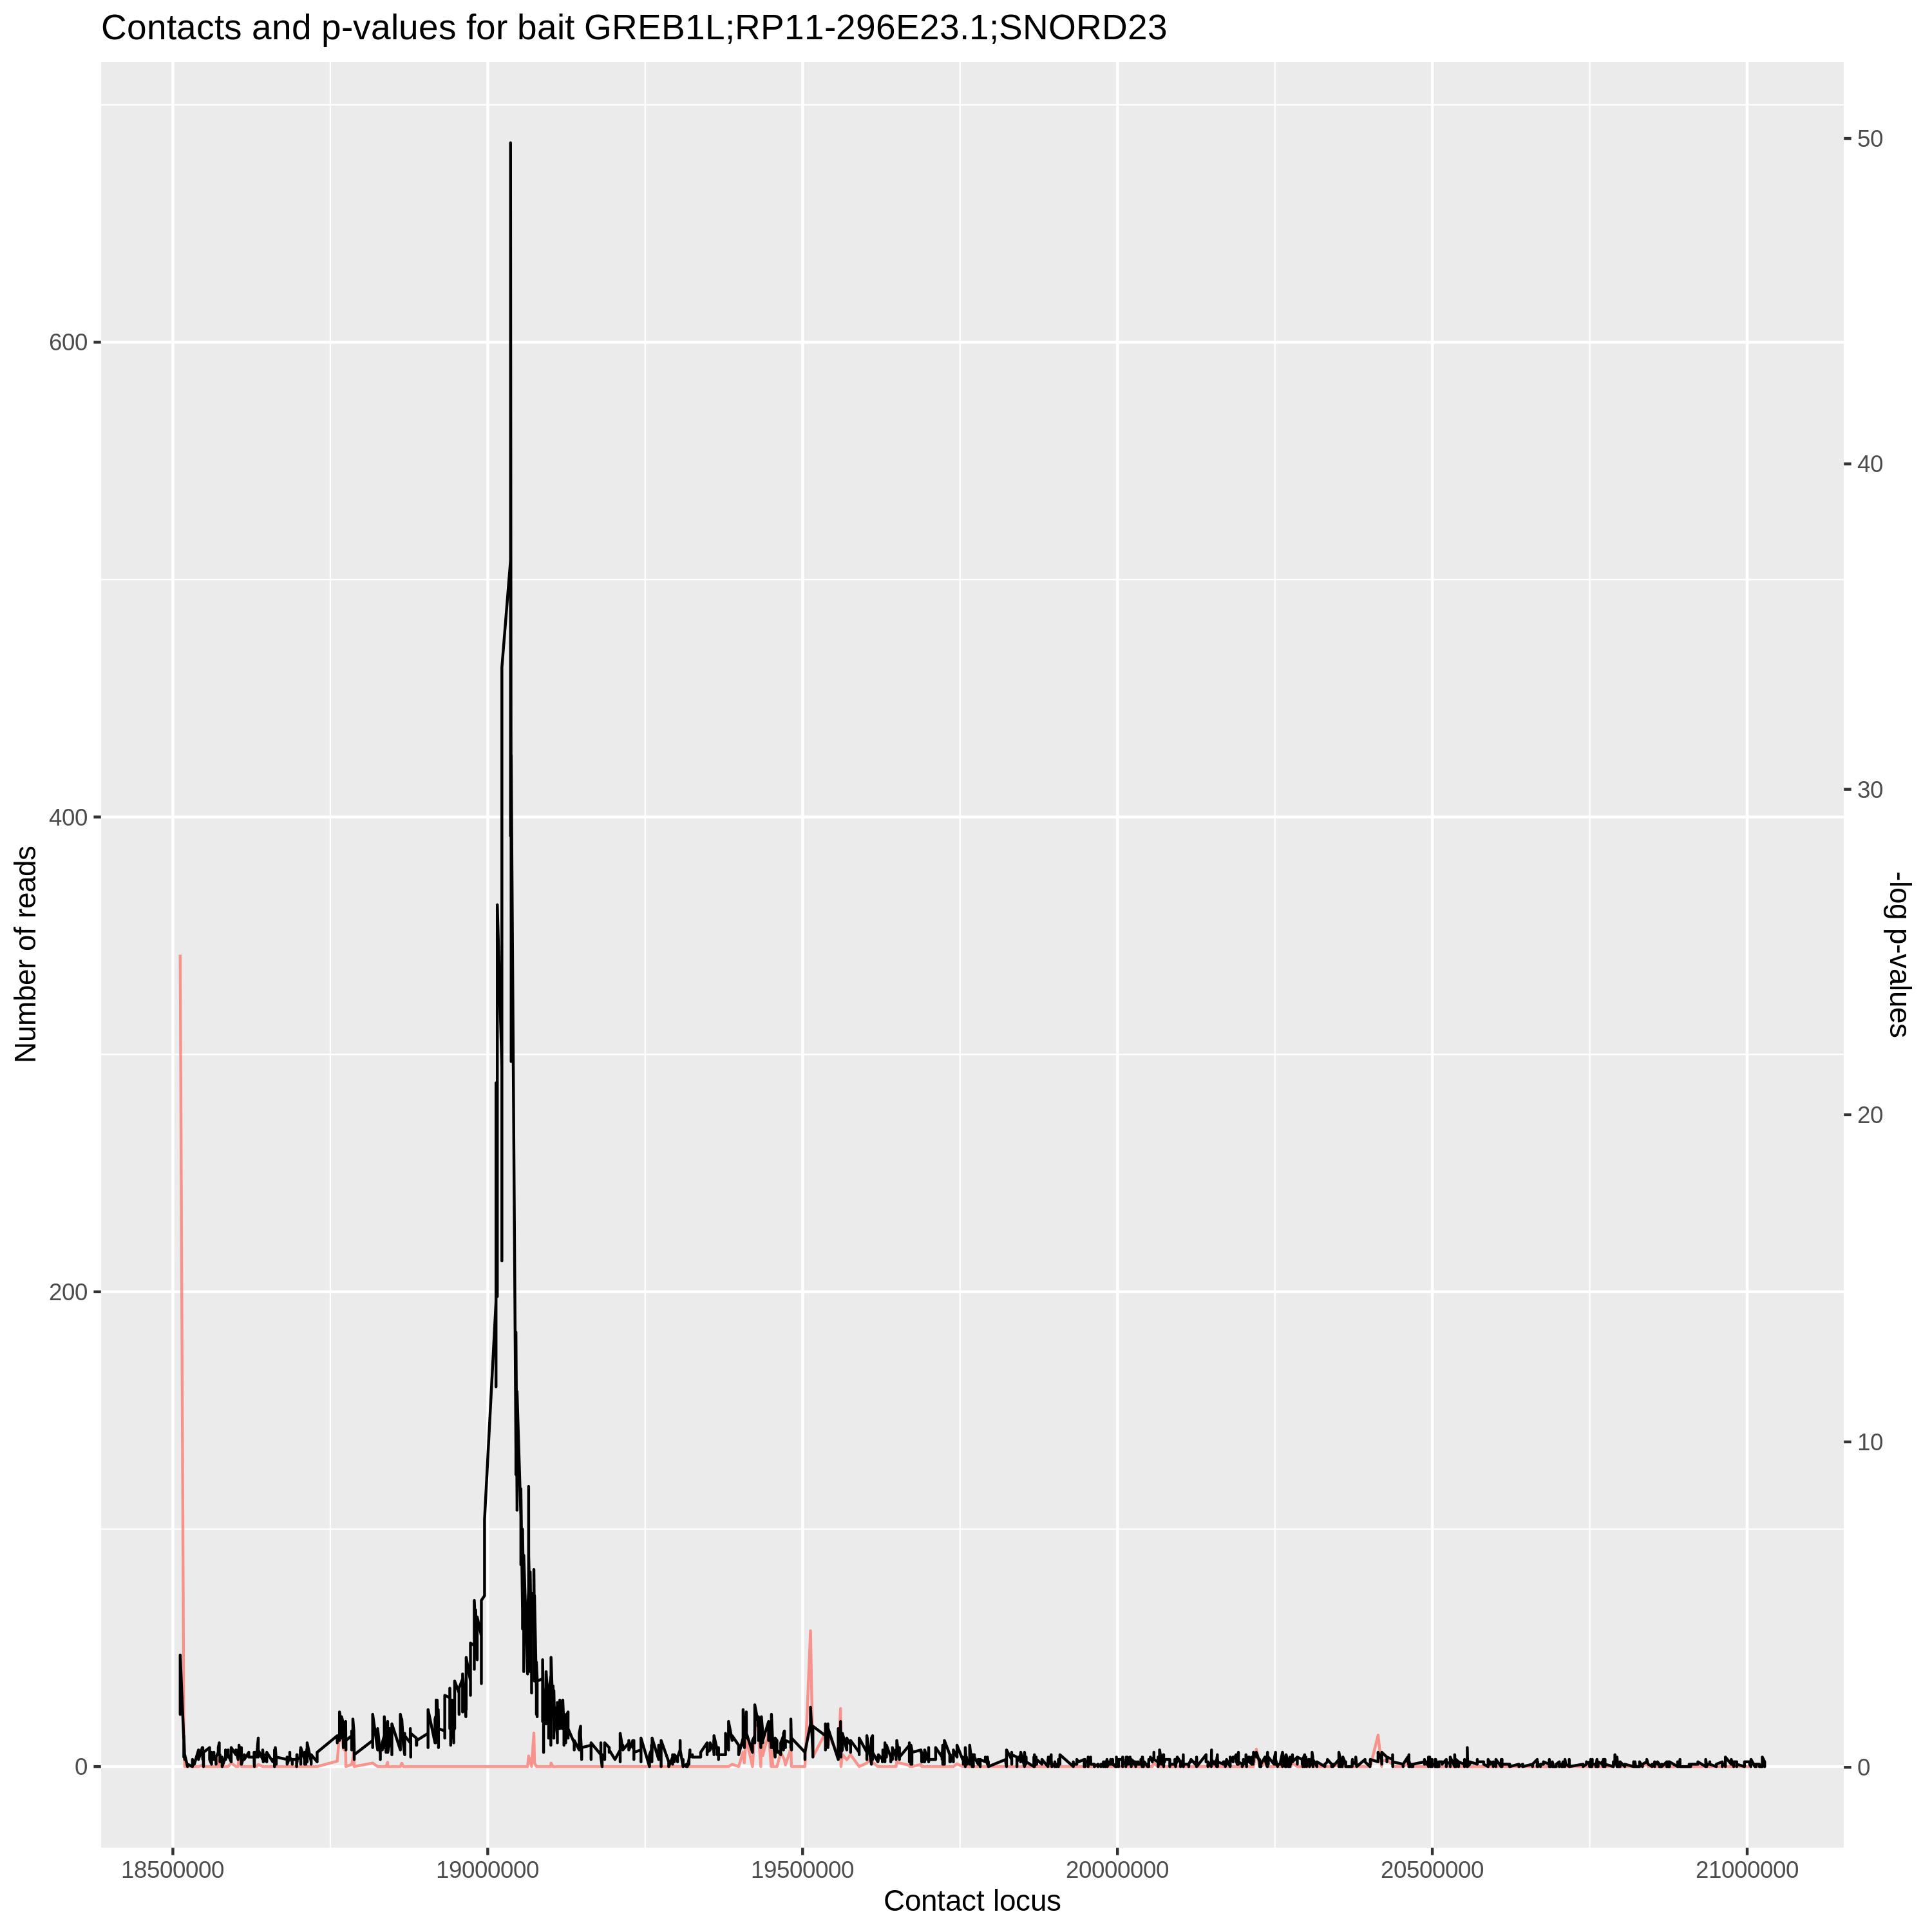 Contacts and p-values for bait GREB1L;RP11-296E23.1;SNORD23
600
400
200
0
Number of reads
50
40
30
20
10
0
-log p-values
18500000 19000000 19500000 20000000 20500000 21000000
Contact locus